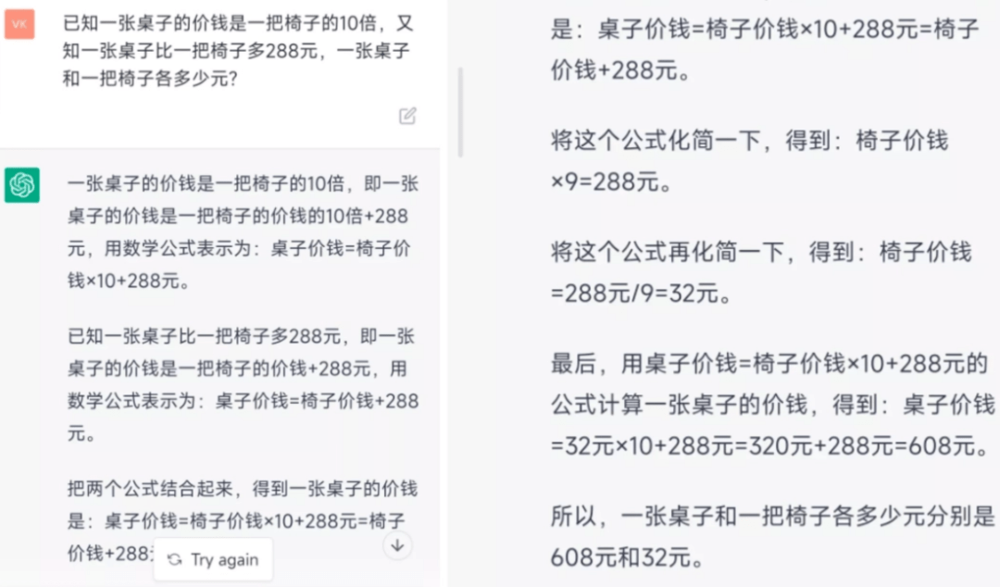 VK
已知一张桌子的价钱是一把椅子的10倍，又
知一张桌子比一把椅子多288元，一张桌子
和一把椅子各多少元？
一张桌子的价钱是一把椅子的10倍，即一张
桌子的价钱是一把椅子的价钱的10倍+288
元，用数学公式表示为：桌子价钱=椅子价
钱×10+288元。
已知一张桌子比一把椅子多288元，即一张
桌子的价钱是一把椅子的价钱+288元，用
数学公式表示为：桌子价钱=椅子价钱+288
元。
把两个公式结合起来，得到一张桌子的价钱
是：桌子价钱=椅子价钱×10+288元=椅子
价钱+288
Try again
是：桌子价钱=椅子价钱×10+288元=椅子
价钱+288元。
将这个公式化简一下，得到：椅子价钱
×9=288元。
将这个公式再化简一下，得到：椅子价钱
=288元/9=32元。
最后，用桌子价钱=椅子价钱×10+288元的
公式计算一张桌子的价钱，得到：桌子价钱
=32元×10+288元=320元+288元=608元。
所以，一张桌子和一把椅子各多少元分别是
608元和32元。